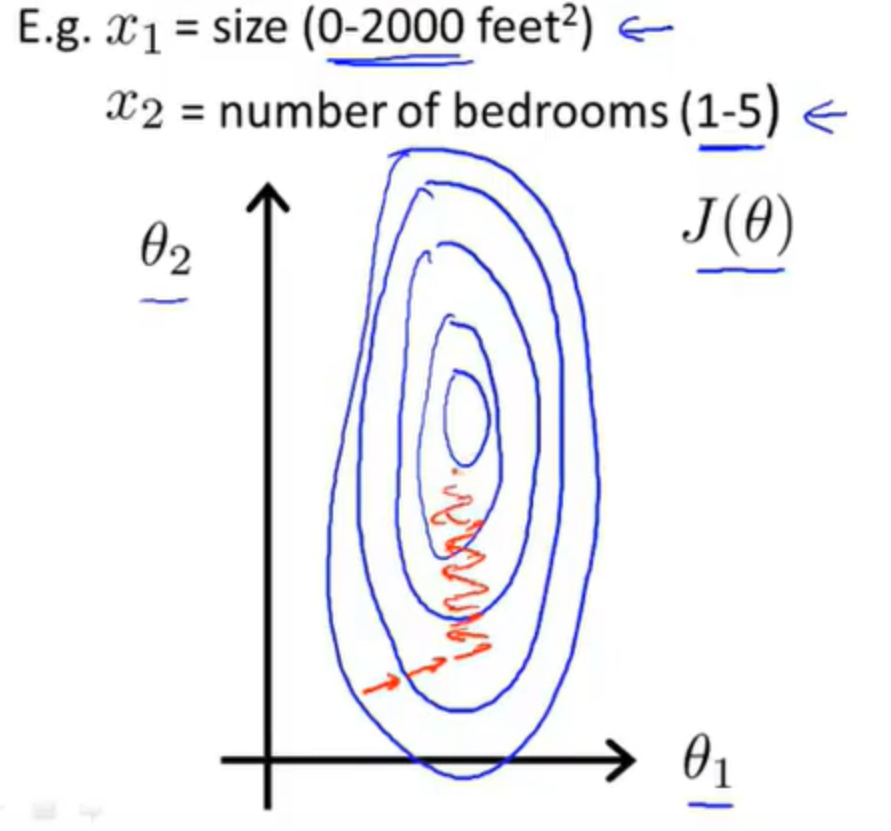 E.g. x₁ = size (0-2000 feet²)
x₂ = number of bedrooms (1-5)
J(θ)
θ₂
θ₁